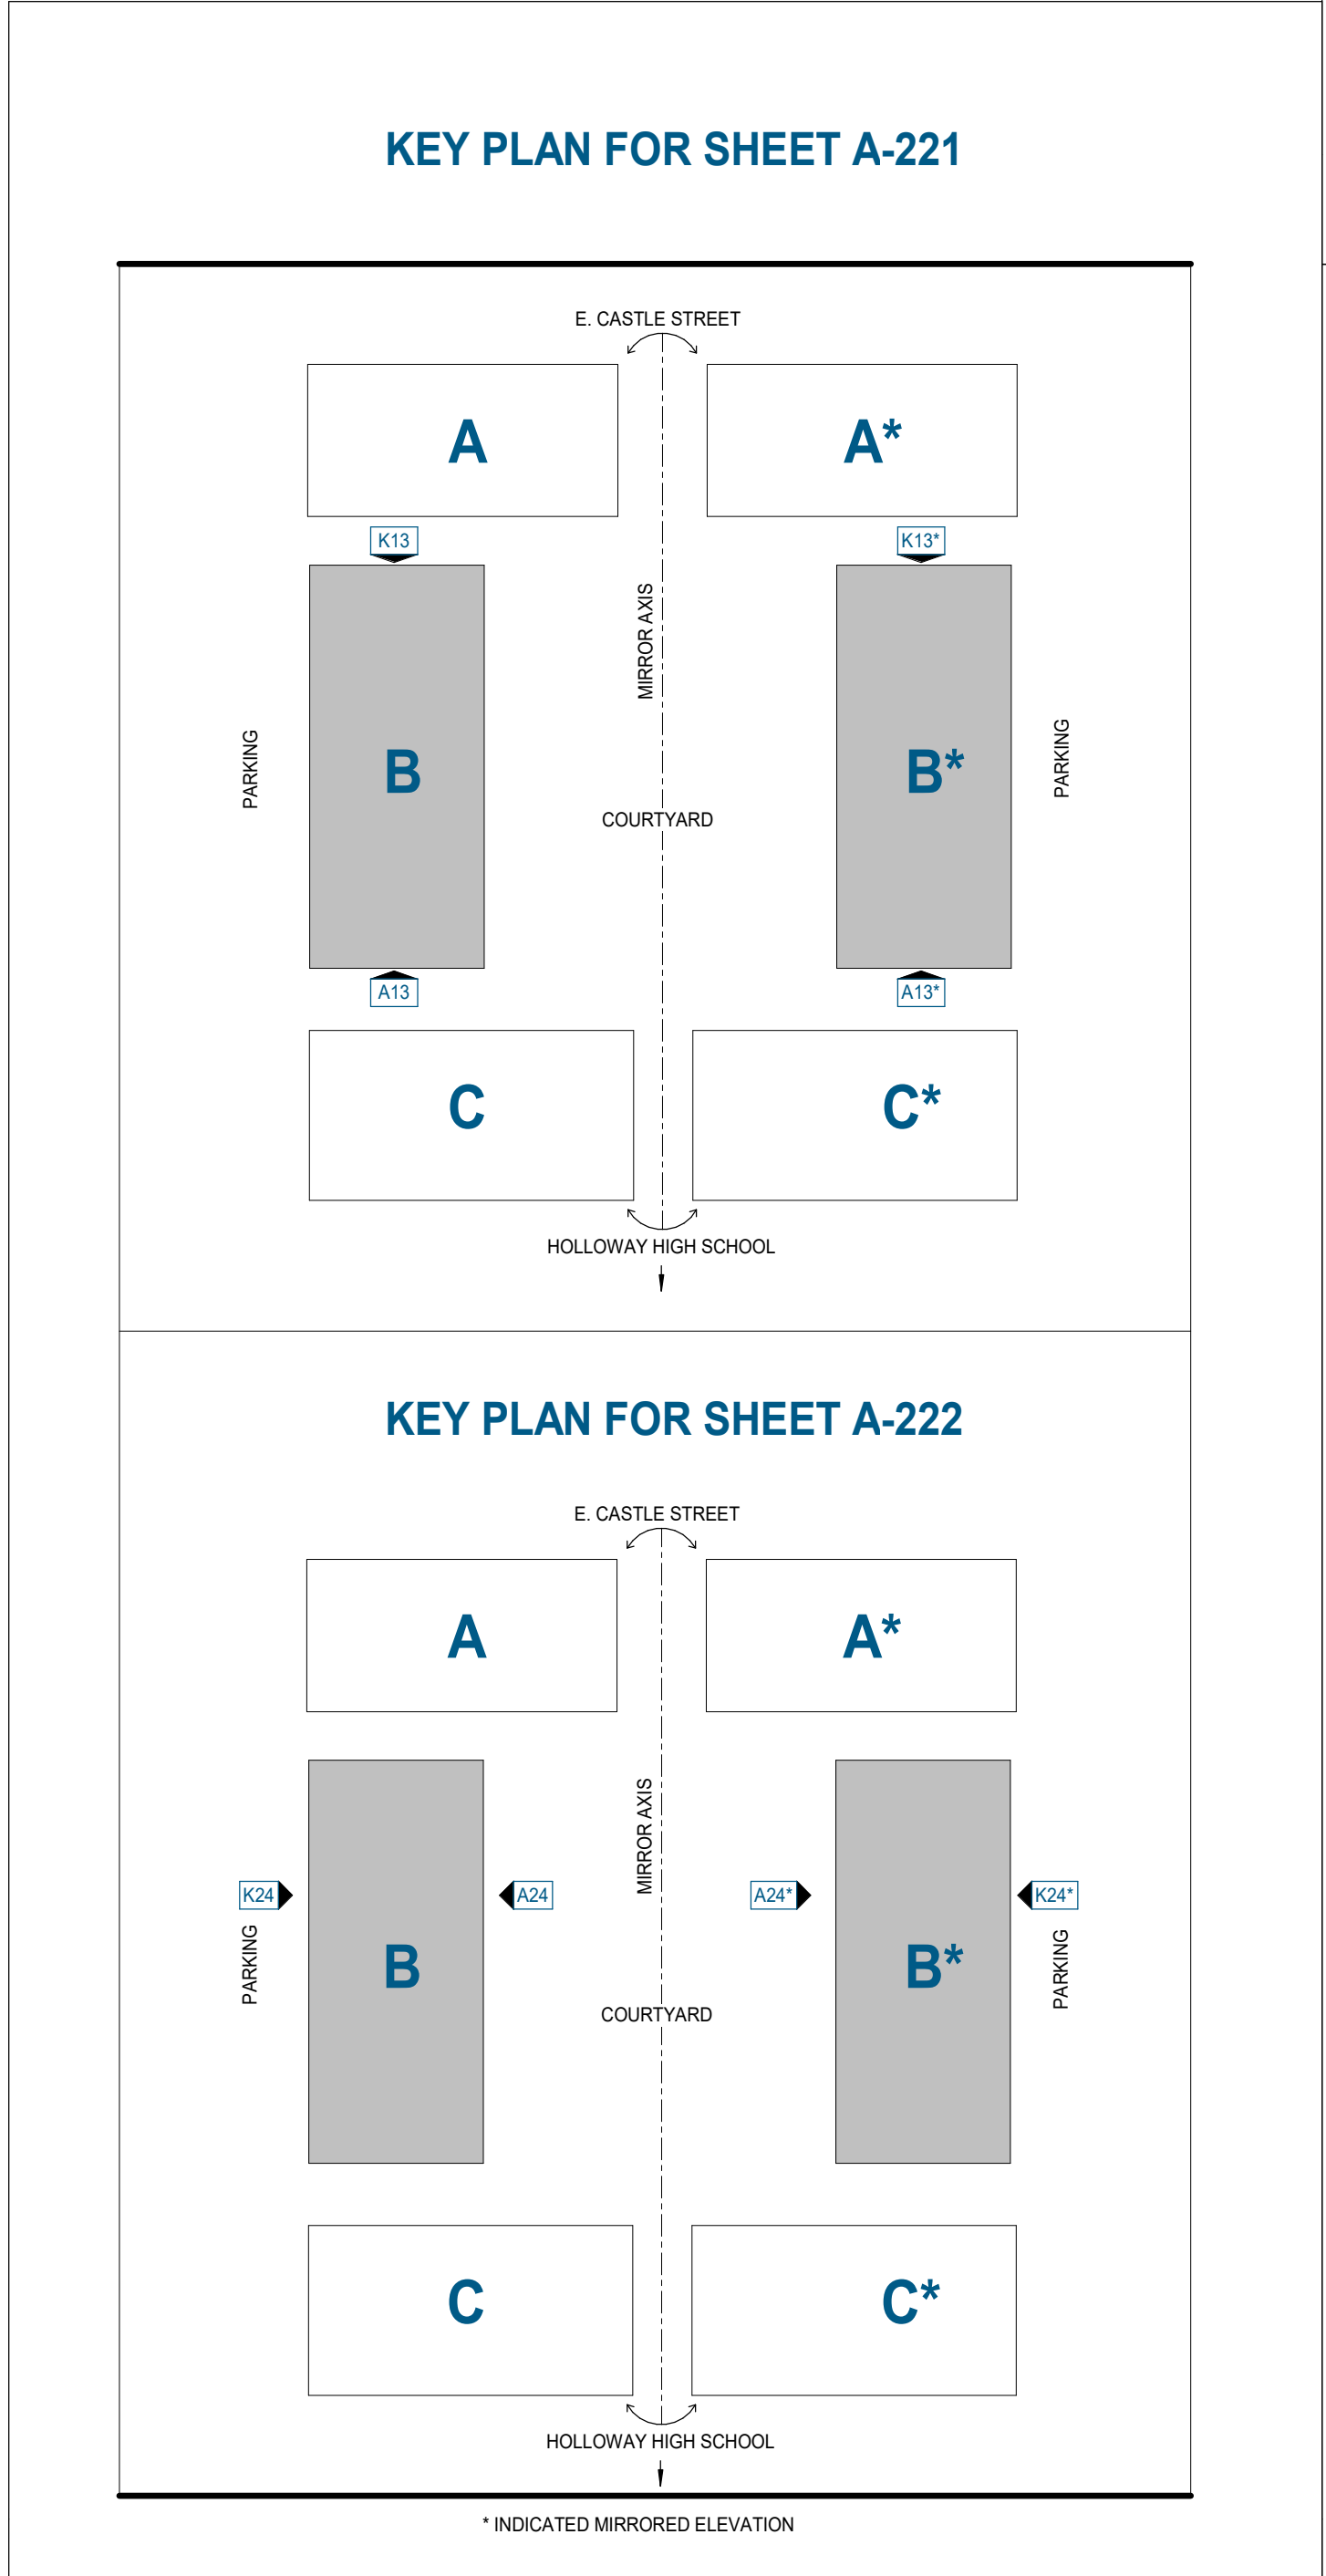 KEY PLAN FOR SHEET A-221
E. CASTLE STREET
A
A*
K13
K13*
MIRROR AXIS
PARKING
B
B*
PARKING
COURTYARD
A13
A13*
C
C*
HOLLOWAY HIGH SCHOOL
KEY PLAN FOR SHEET A-222
E. CASTLE STREET
A
A*
MIRROR AXIS
K24
A24
A24*
K24*
PARKING
B
B*
PARKING
COURTYARD
C
C*
HOLLOWAY HIGH SCHOOL
* INDICATED MIRRORED ELEVATION